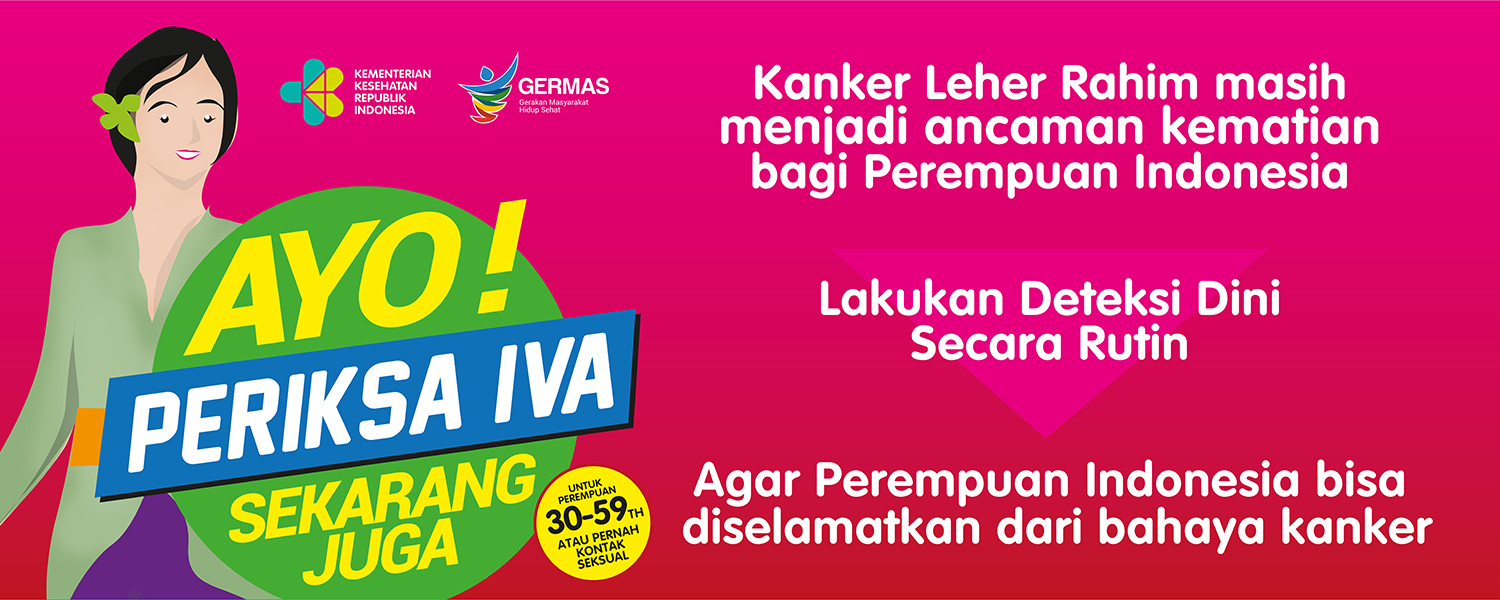 KEMENTERIAN
KESEHATAN
REPUBLIK
INDONESIA
GERMAS
Gerakan Masyarakat
Hidup Sehat
AYO!
PERIKSA IVA
SEKARANG
JUGA
UNTUK
PEREMPUAN
30-59TH
ATAU PERNAH
KONTAK
SEKSUAL
Kanker Leher Rahim masih
menjadi ancaman kematian
bagi Perempuan Indonesia
Lakukan Deteksi Dini
Secara Rutin
Agar Perempuan Indonesia bisa
diselamatkan dari bahaya kanker